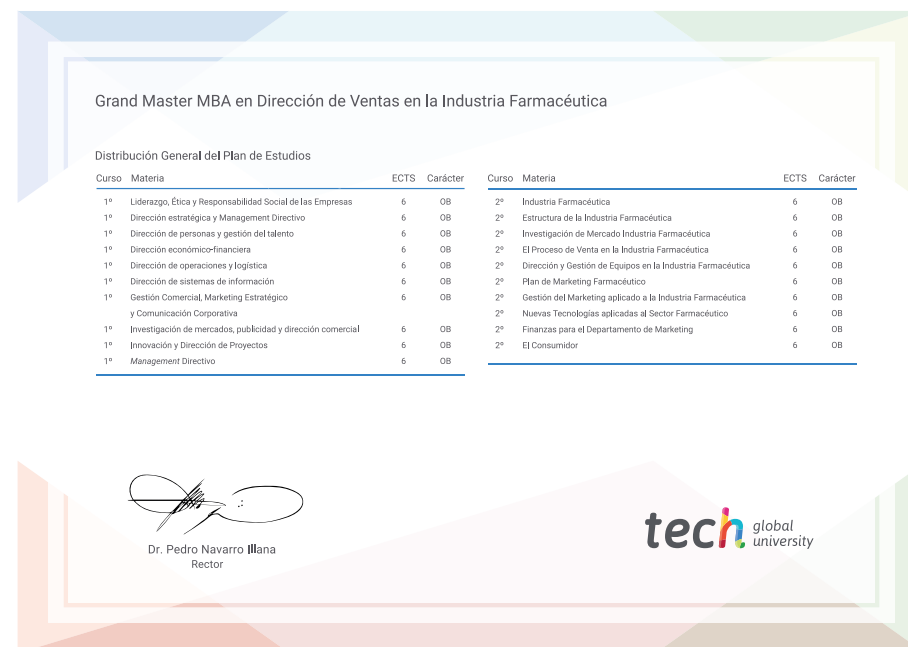 Grand Master MBA en Dirección de Ventas en la Industria Farmacéutica
Distribución General del Plan de Estudios
Curso Materia ECTS Carácter
1º Liderazgo, Ética y Responsabilidad Social de las Empresas 6 OB
1º Dirección estratégica y Management Directivo 6 OB
1º Dirección de personas y gestión del talento 6 OB
1º Dirección económico-financiera 6 OB
1º Dirección de operaciones y logística 6 OB
1º Dirección de sistemas de información 6 OB
1º Gestión Comercial, Marketing Estratégico 6 OB
y Comunicación Corporativa
1º Investigación de mercados, publicidad y dirección comercial 6 OB
1º Innovación y Dirección de Proyectos 6 OB
1º Management Directivo 6 OB
Curso Materia ECTS Carácter
2º Industria Farmacéutica 6 OB
2º Estructura de la Industria Farmacéutica 6 OB
2º Investigación de Mercado Industria Farmacéutica 6 OB
2º El Proceso de Venta en la Industria Farmacéutica 6 OB
2º Dirección y Gestión de Equipos en la Industria Farmacéutica 6 OB
2º Plan de Marketing Farmacéutico 6 OB
2º Gestión del Marketing aplicado a la Industria Farmacéutica 6 OB
2º Nuevas Tecnologías aplicadas al Sector Farmacéutico 6 OB
2º Finanzas para el Departamento de Marketing 6 OB
2º El Consumidor 6 OB
Dr. Pedro Navarro Illana
Rector
tech global
university